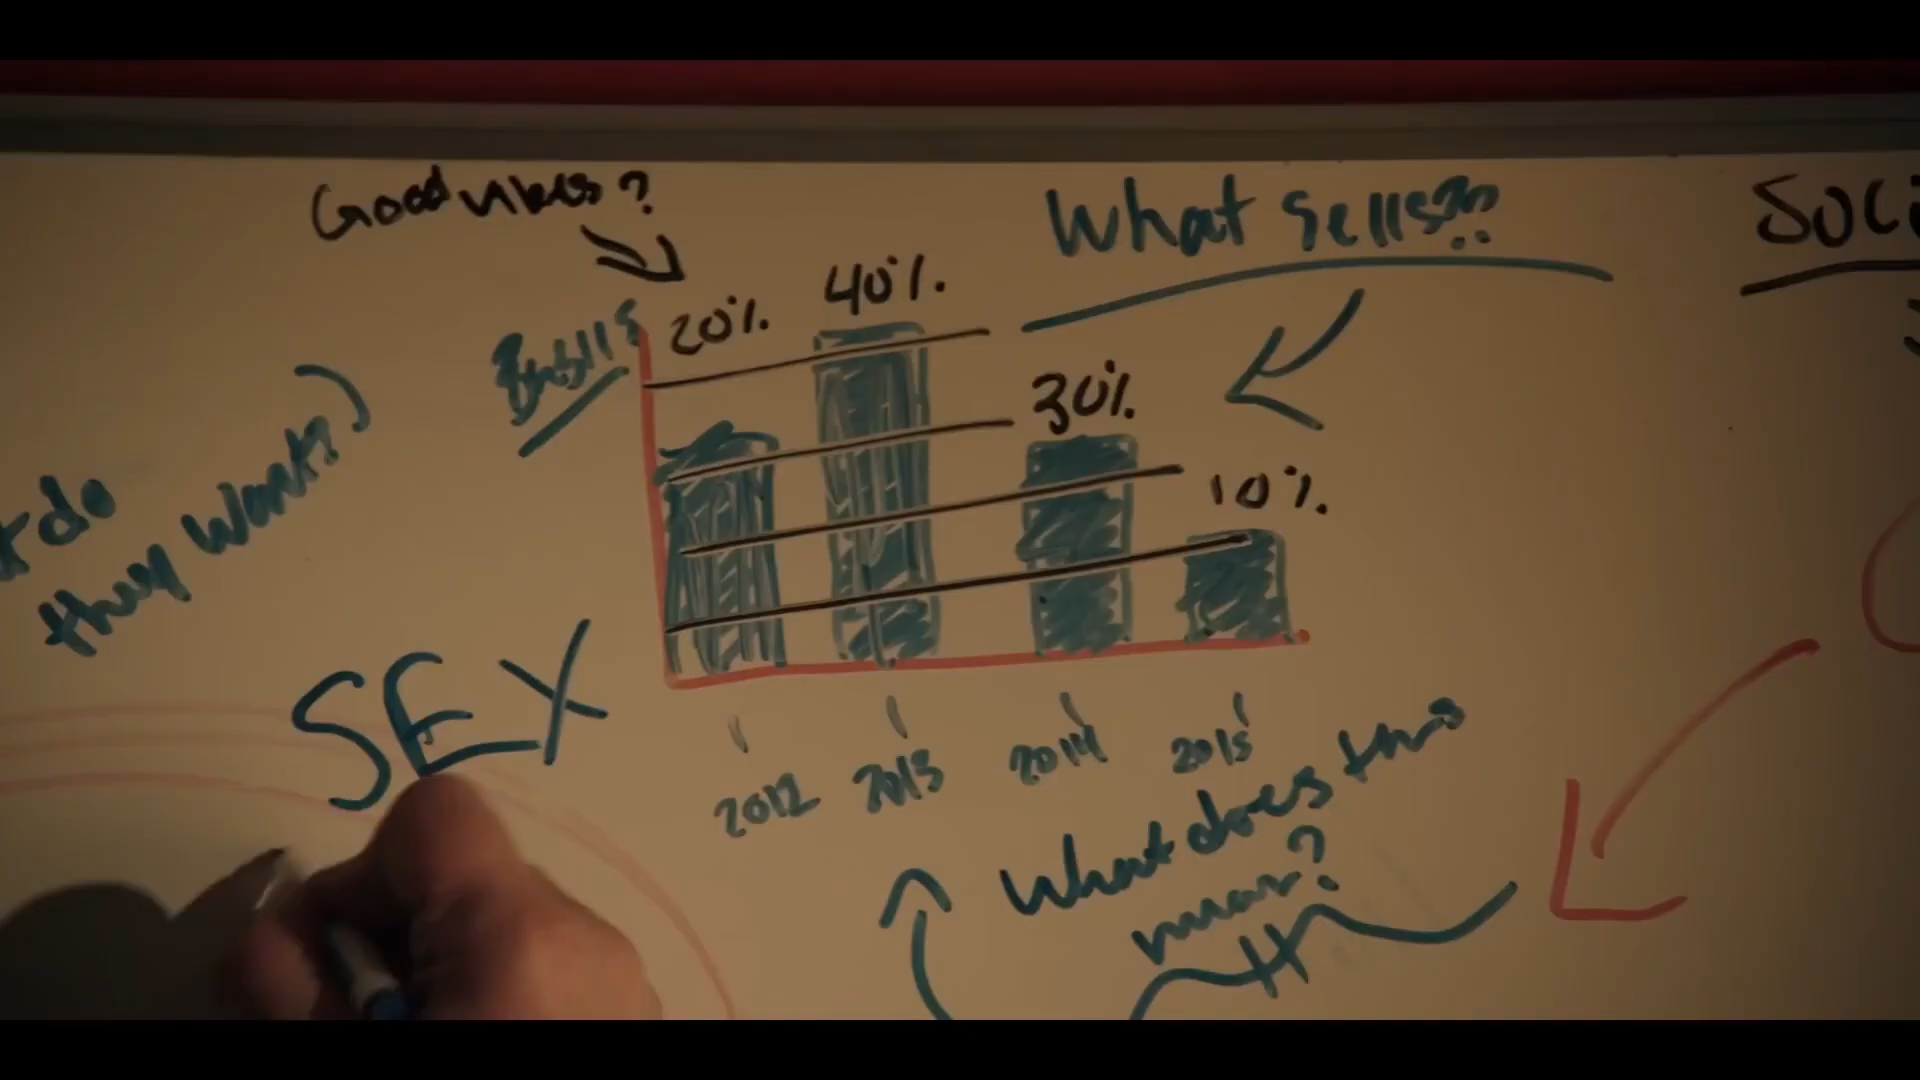 Good vibes?
What sells??
SOCi
20%.
40%.
30%.
10%.
t do
they want?)
SEX
2012
2013
2014
2015
What does this
mean?